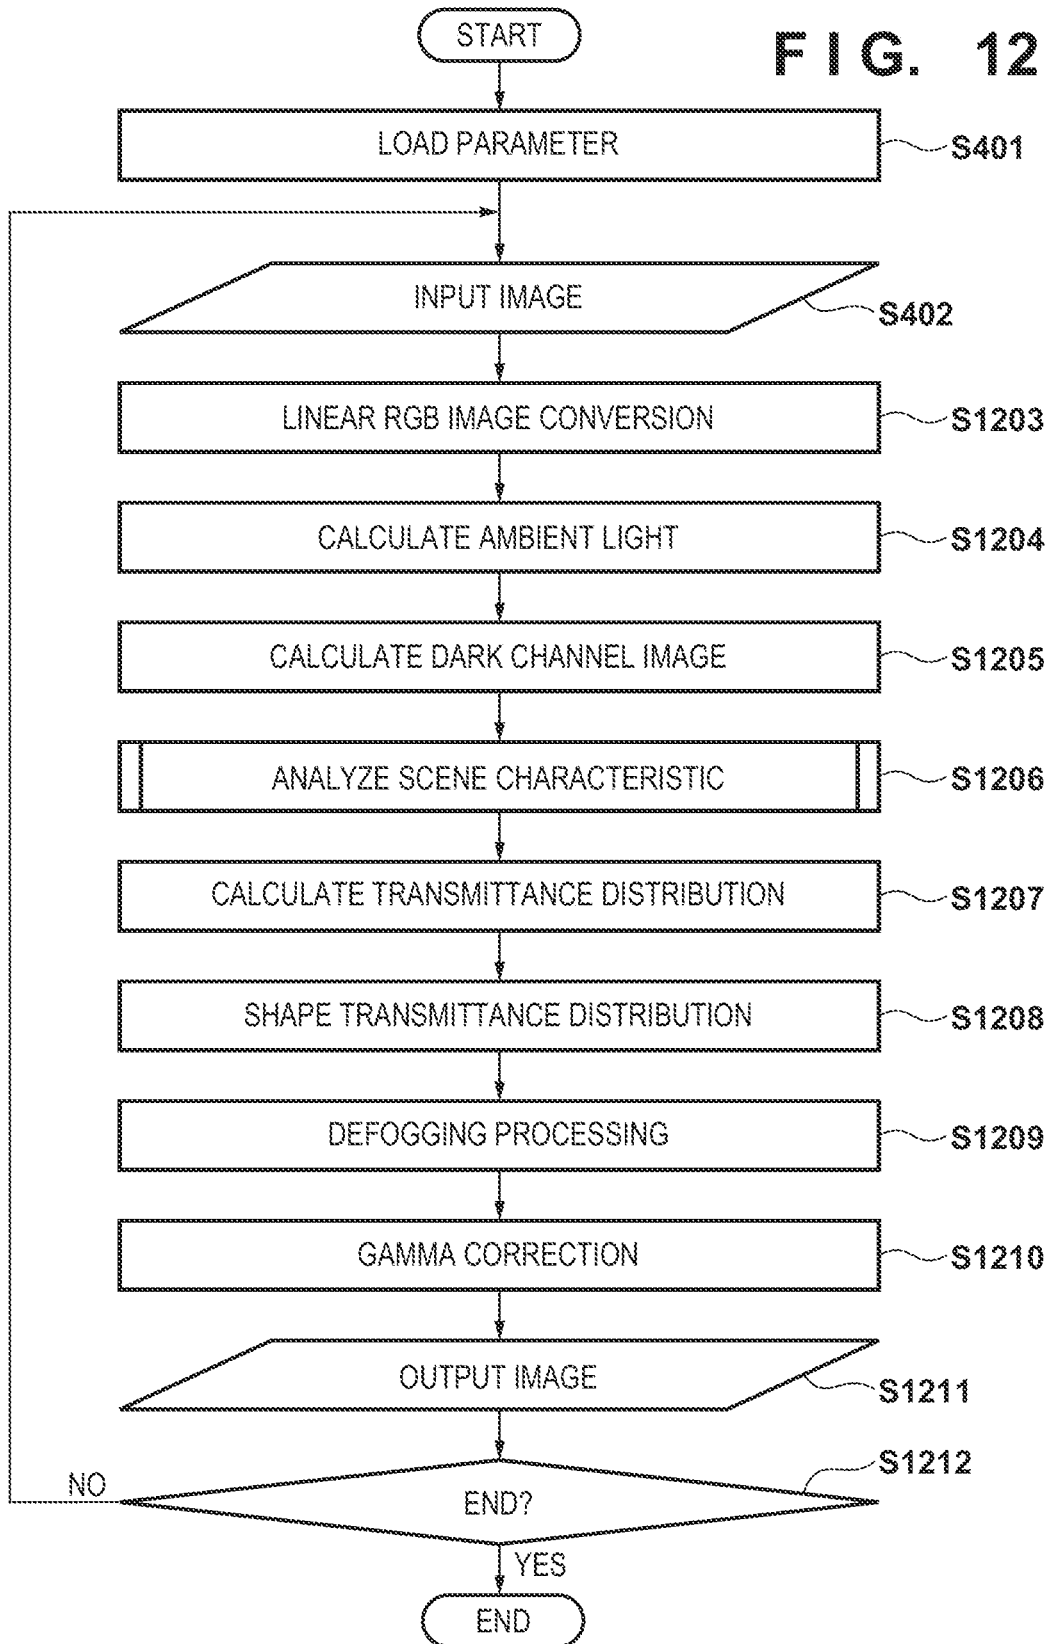 START
F I G. 12
LOAD PARAMETER
S401
INPUT IMAGE
S402
LINEAR RGB IMAGE CONVERSION
S1203
CALCULATE AMBIENT LIGHT
S1204
CALCULATE DARK CHANNEL IMAGE
S1205
ANALYZE SCENE CHARACTERISTIC
S1206
CALCULATE TRANSMITTANCE DISTRIBUTION
S1207
SHAPE TRANSMITTANCE DISTRIBUTION
S1208
DEFOGGING PROCESSING
S1209
GAMMA CORRECTION
S1210
OUTPUT IMAGE
S1211
S1212
NO
END?
YES
END